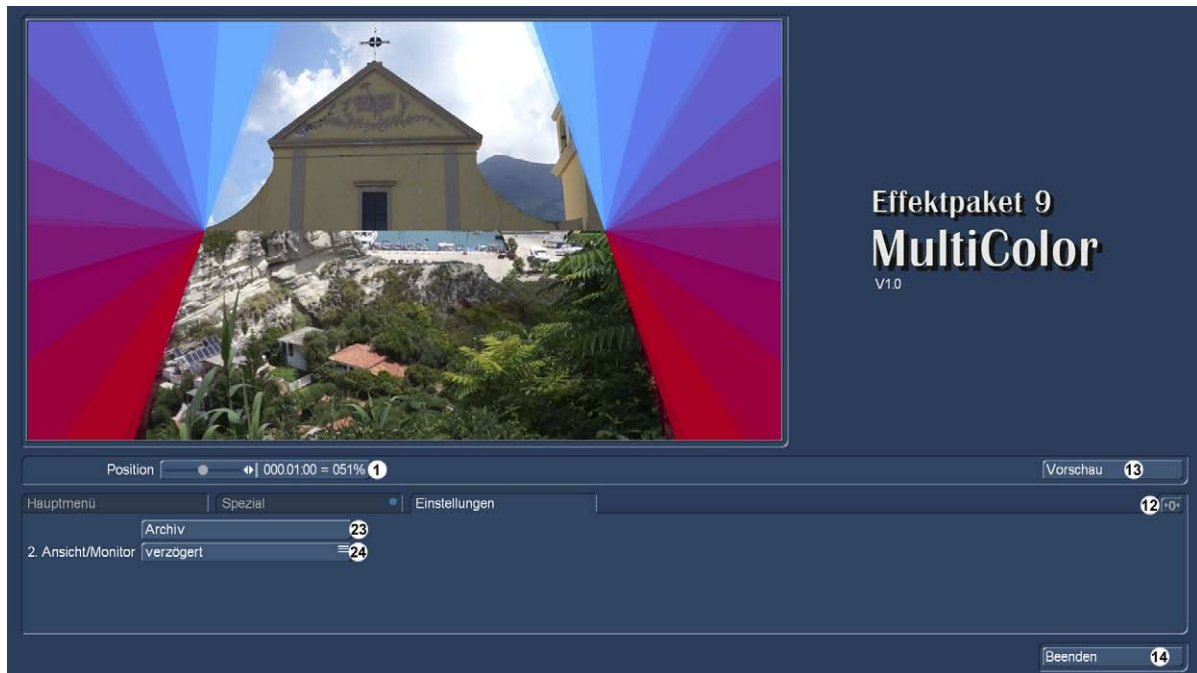 Effektpaket 9
MultiColor
V1.0
Position 000.01:00 = 051% 1
Vorschau 13
Hauptmenü Spezial Einstellungen 12 0
Archiv 23
2. Ansicht/Monitor verzögert 24
Beenden 14